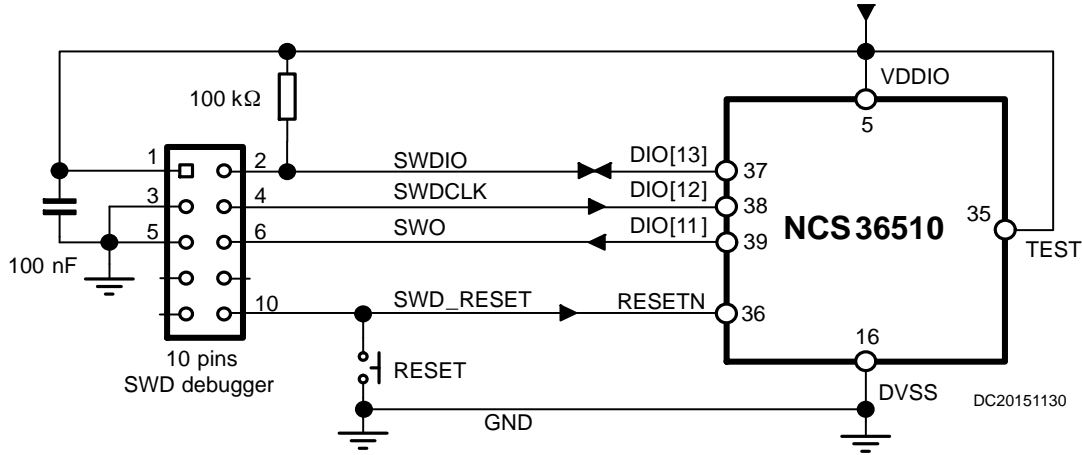 VDDIO
5
100 kΩ
1
2
SWDIO
DIO[13]
37
3
4
SWDCLK
DIO[12]
38
5
6
SWO
DIO[11]
39
NCS36510
35
TEST
100 nF
10
SWD_RESET
RESETN
36
16
10 pins
SWD debugger
RESET
DVSS
DC20151130
GND